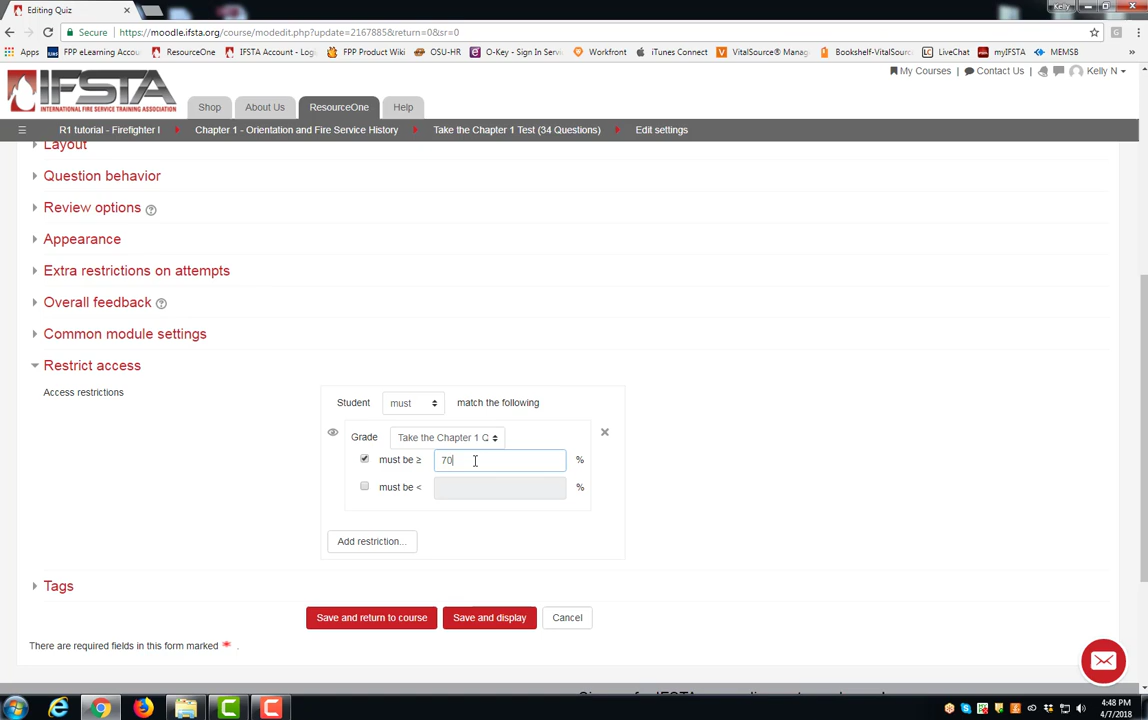 Editing Quiz
Kelly
Secure
https://moodle.ifsta.org/course/modedit.php?update=2167885&return=0&sr=0
Apps
FPP eLearning Accou
ResourceOne
IFSTA Account - Log
FPP Product Wiki
OSU-HR
O-Key - Sign In Servic
Workfront
iTunes Connect
VitalSource® Manag
Bookshelf-VitalSourc
LiveChat
myIFSTA
MEMSB
IFSTA
INTERNATIONAL FIRE SERVICE TRAINING ASSOCIATION
Shop
About Us
ResourceOne
Help
My Courses
Contact Us
Kelly N
R1 tutorial - Firefighter I
Chapter 1 - Orientation and Fire Service History
Take the Chapter 1 Test (34 Questions)
Edit settings
Layout
Question behavior
Review options
Appearance
Extra restrictions on attempts
Overall feedback
Common module settings
Restrict access
Access restrictions
Student must match the following
Grade Take the Chapter 1 Q
must be ≥ 70 %
must be < %
Add restriction...
Tags
Save and return to course
Save and display
Cancel
There are required fields in this form marked * .
4:48 PM
4/7/2018